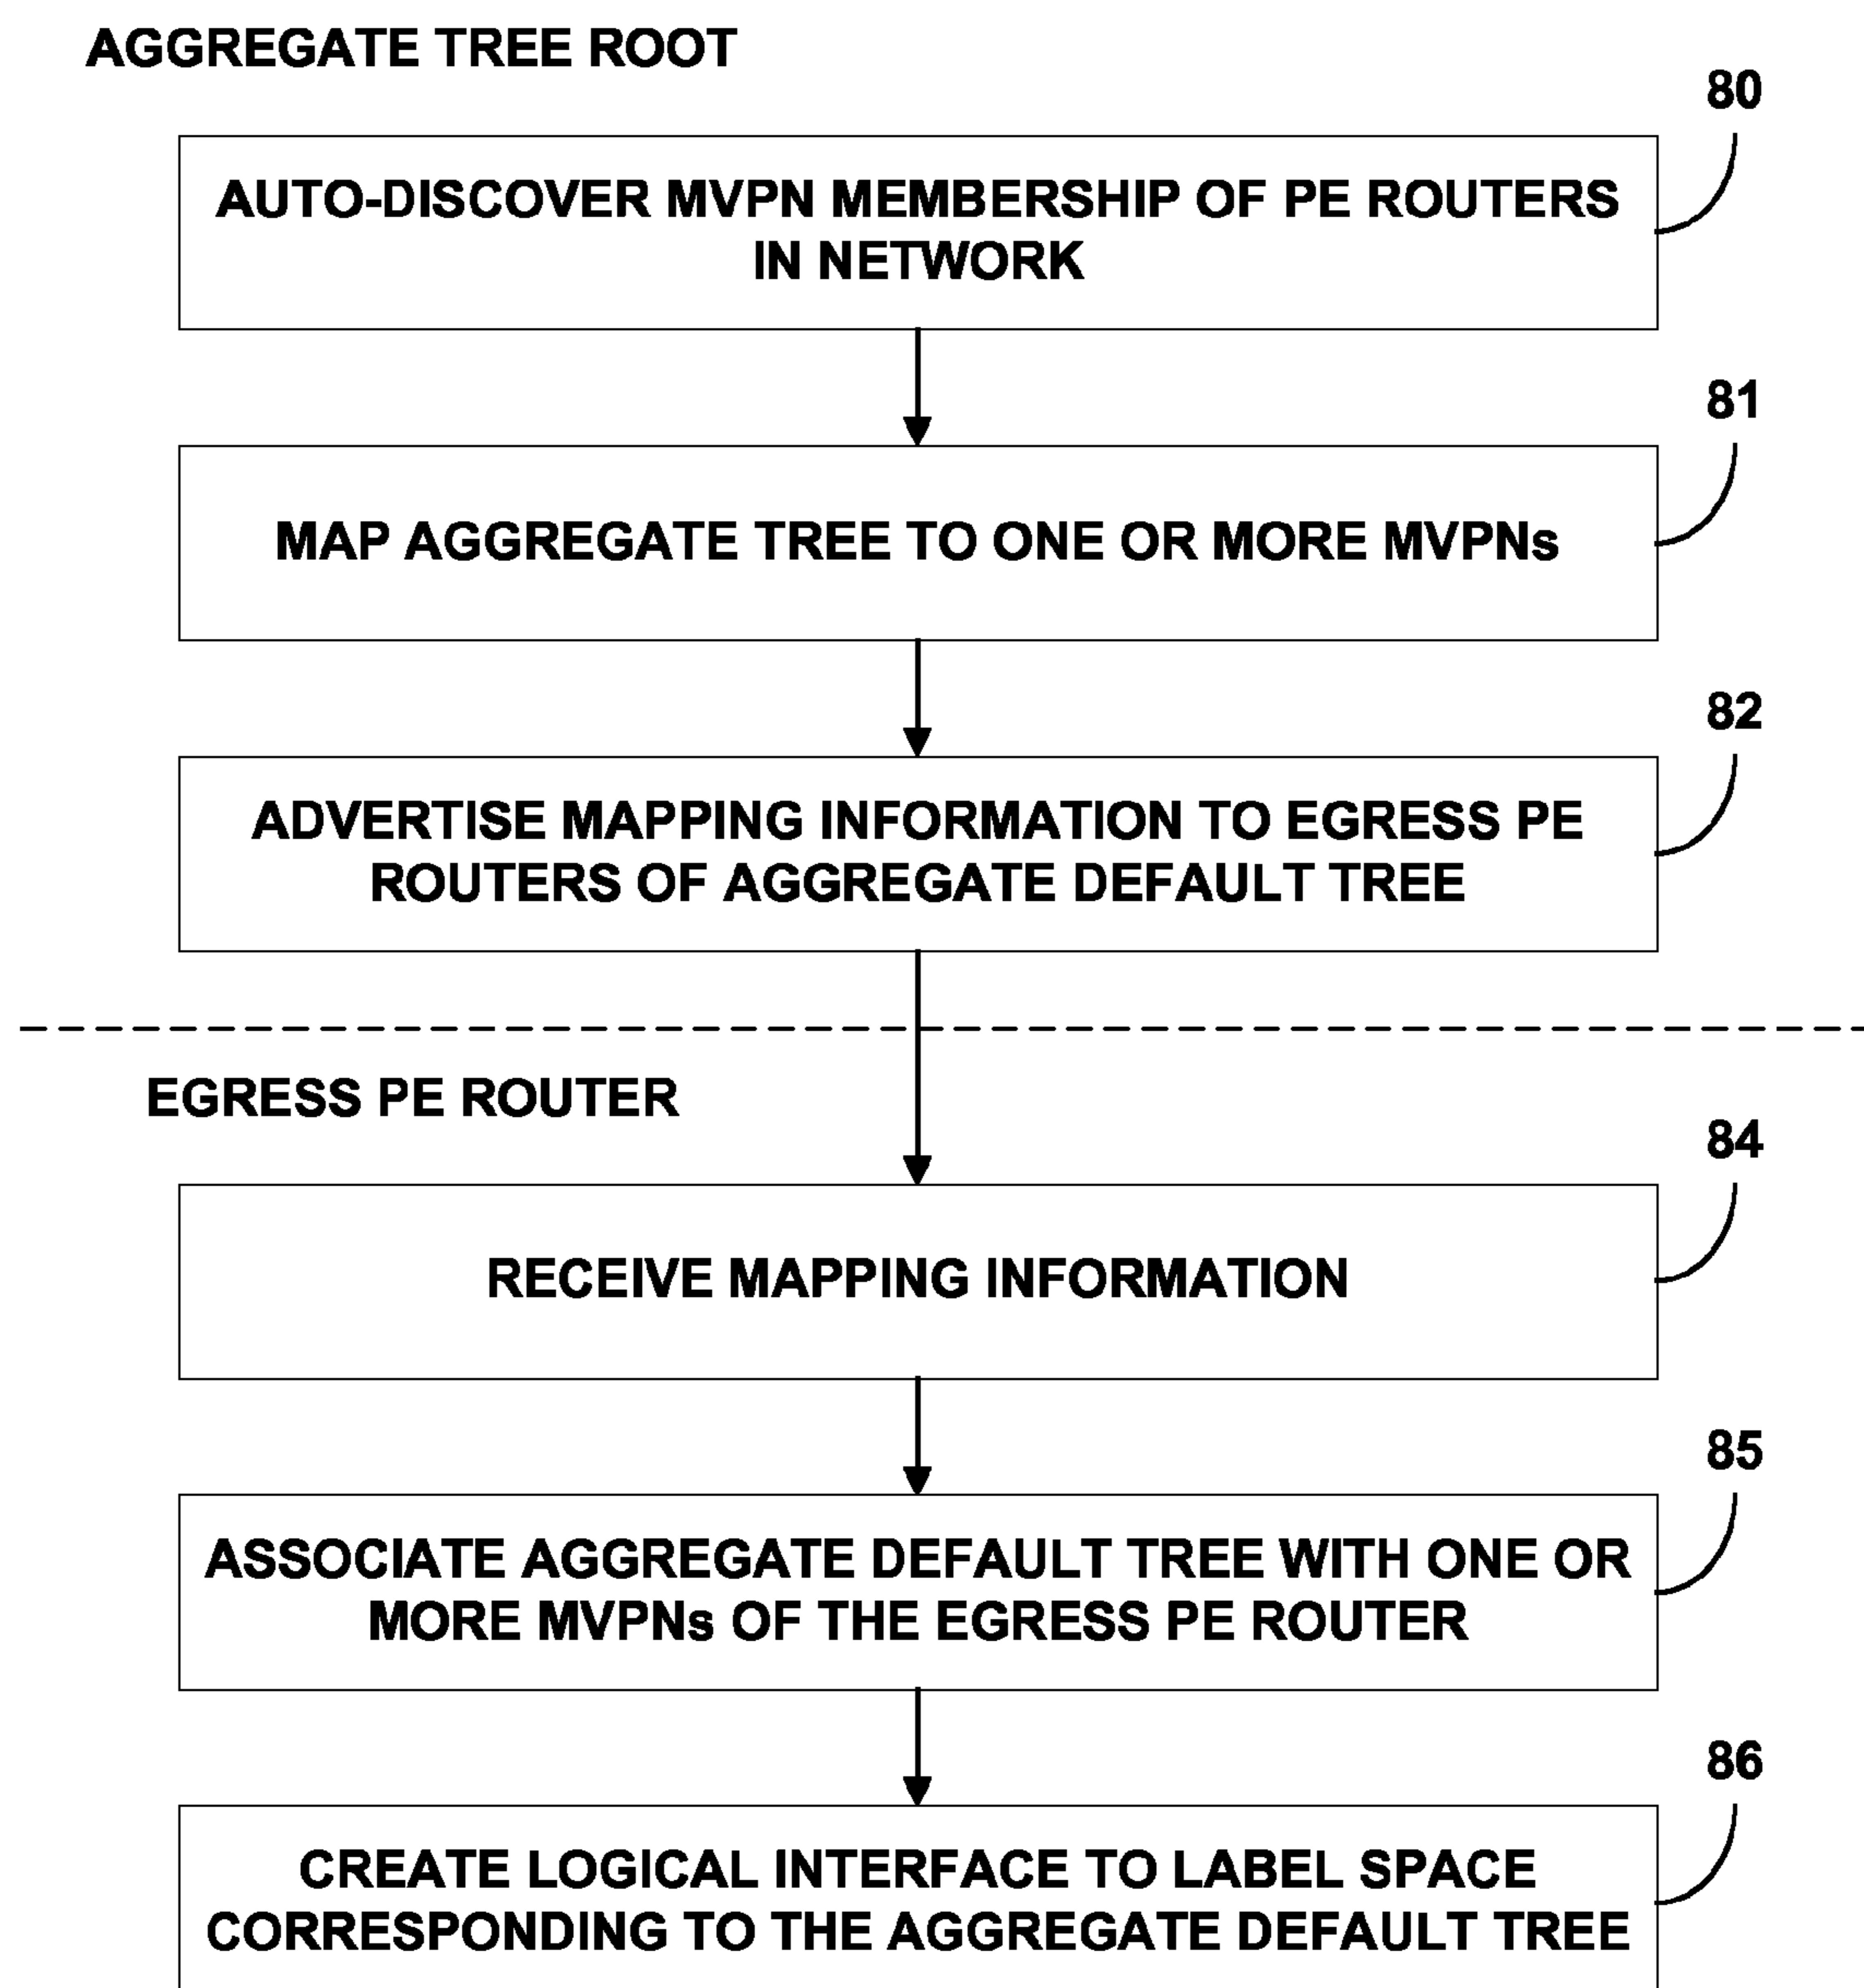 AGGREGATE TREE ROOT
80
AUTO-DISCOVER MVPN MEMBERSHIP OF PE ROUTERS
IN NETWORK
81
MAP AGGREGATE TREE TO ONE OR MORE MVPNs
82
ADVERTISE MAPPING INFORMATION TO EGRESS PE
ROUTERS OF AGGREGATE DEFAULT TREE
EGRESS PE ROUTER
84
RECEIVE MAPPING INFORMATION
85
ASSOCIATE AGGREGATE DEFAULT TREE WITH ONE OR
MORE MVPNs OF THE EGRESS PE ROUTER
86
CREATE LOGICAL INTERFACE TO LABEL SPACE
CORRESPONDING TO THE AGGREGATE DEFAULT TREE